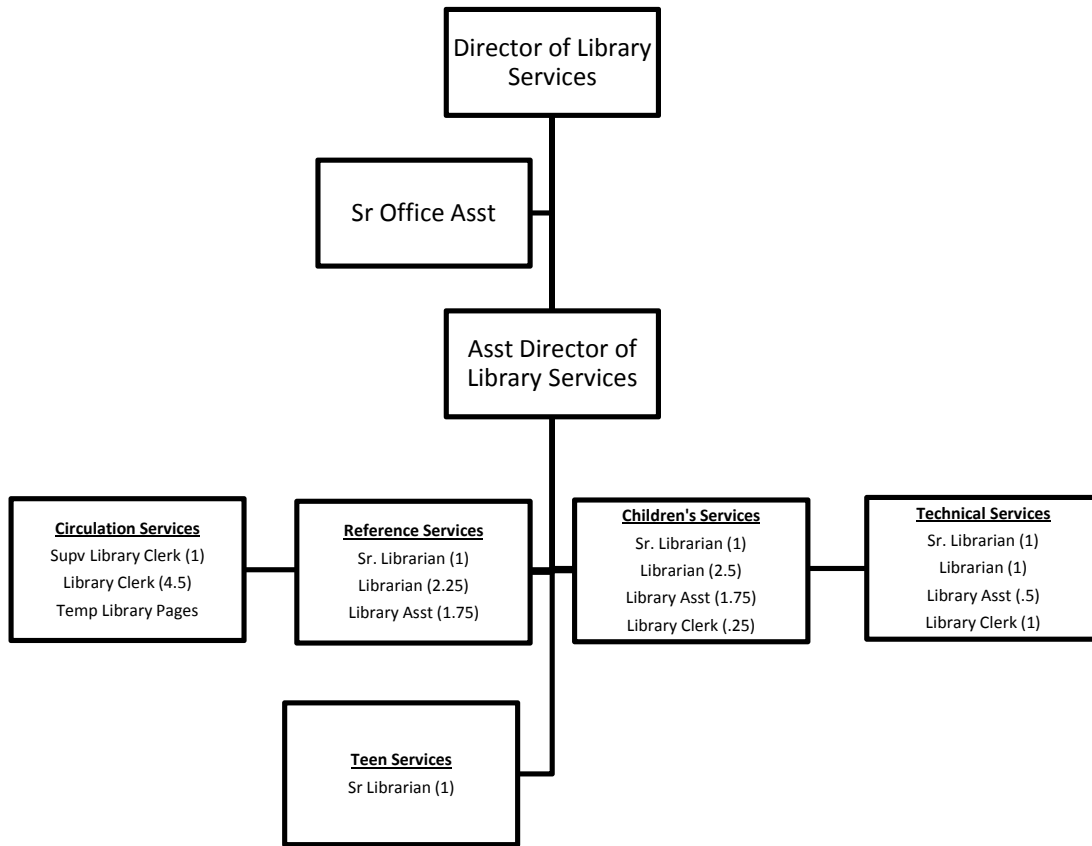 Director of Library
Services
Sr Office Asst
Asst Director of
Library Services
Circulation Services
Supv Library Clerk (1)
Library Clerk (4.5)
Temp Library Pages
Reference Services
Sr. Librarian (1)
Librarian (2.25)
Library Asst (1.75)
Children's Services
Sr. Librarian (1)
Librarian (2.5)
Library Asst (1.75)
Library Clerk (.25)
Technical Services
Sr. Librarian (1)
Librarian (1)
Library Asst (.5)
Library Clerk (1)
Teen Services
Sr Librarian (1)